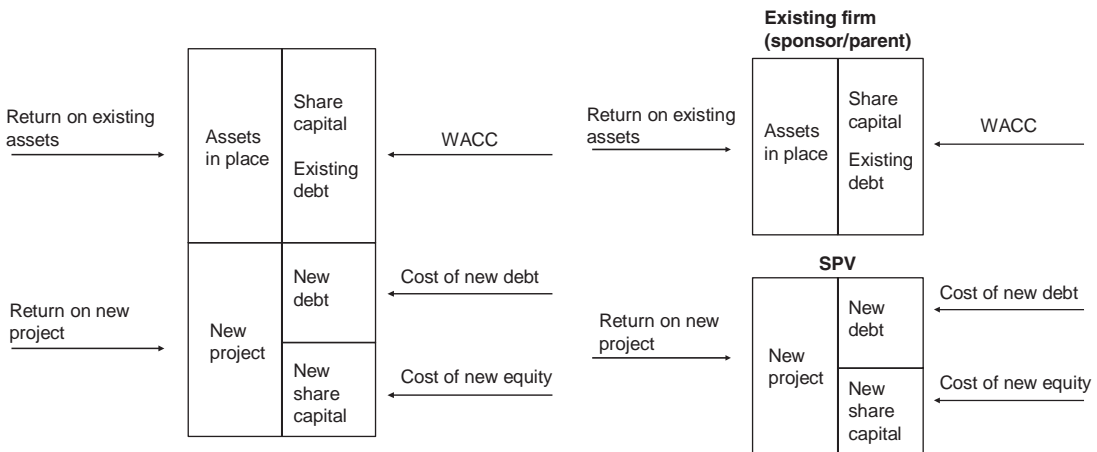 Return on existing
assets
Assets
in place
Share
capital
Existing
debt
WACC
Return on new
project
New
project
New
debt
New
share
capital
Cost of new debt
Cost of new equity
Existing firm
(sponsor/parent)
Return on existing
assets
Assets
in place
Share
capital
Existing
debt
WACC
SPV
Return on new
project
New
project
New
debt
New
share
capital
Cost of new debt
Cost of new equity